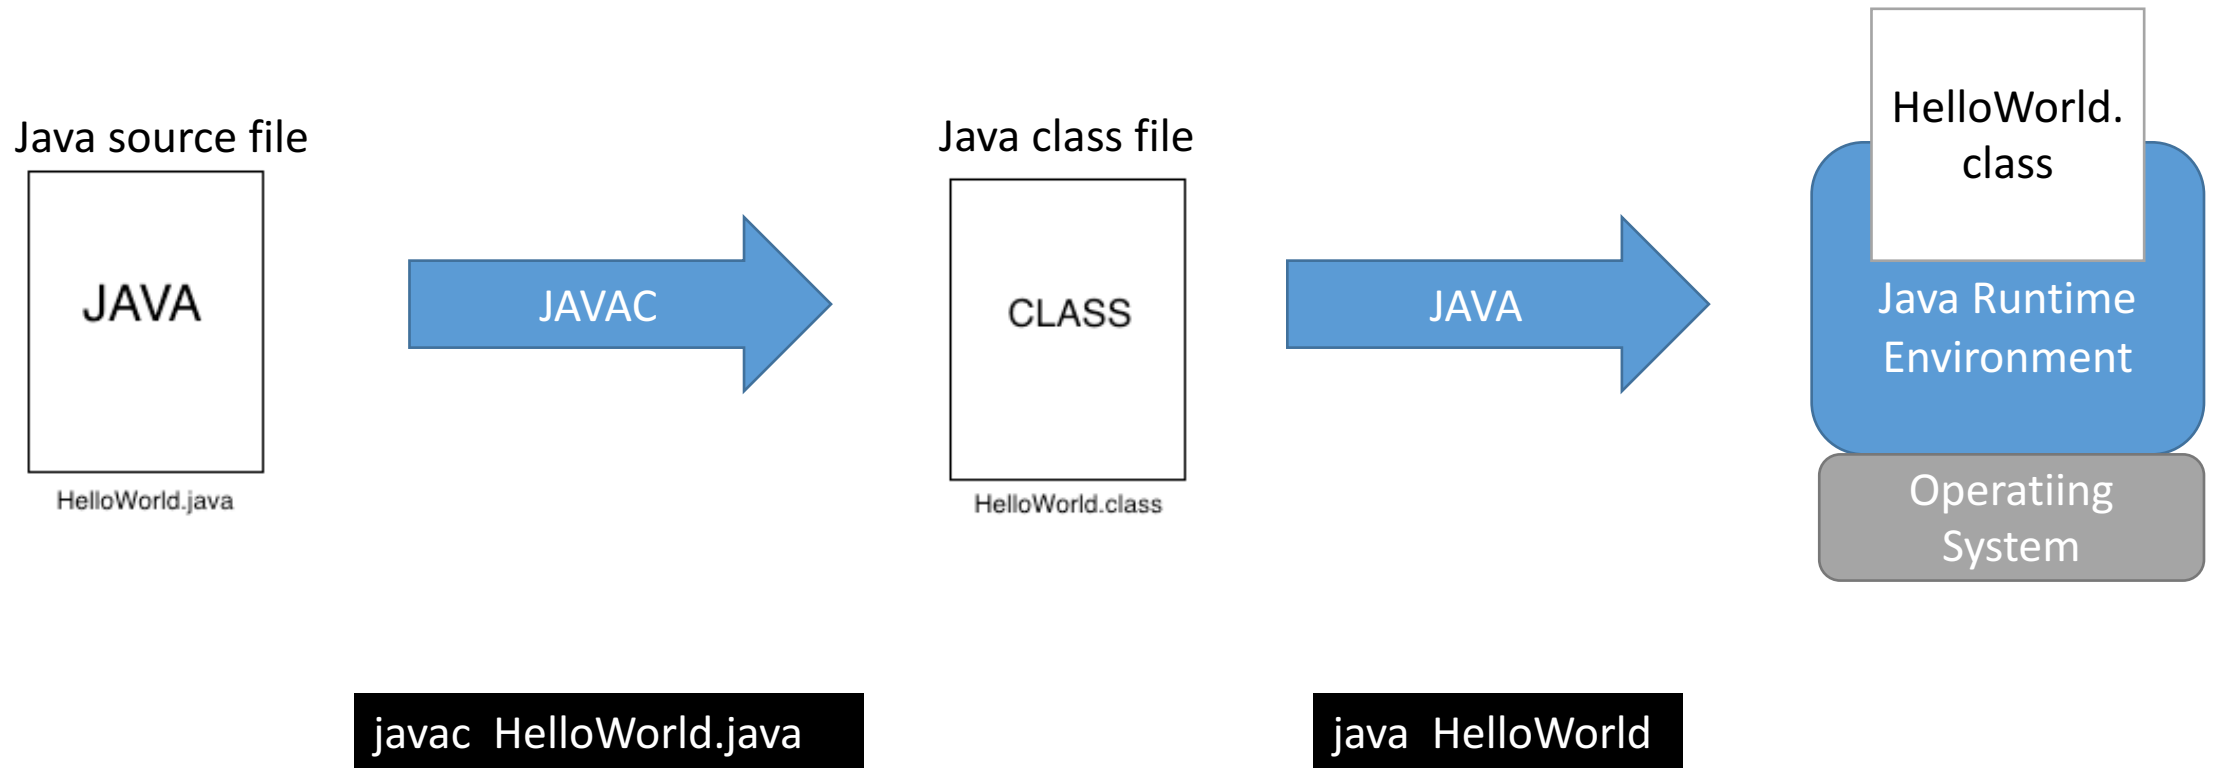 Java source file
JAVA
HelloWorld.java
JAVAC
Java class file
CLASS
HelloWorld.class
JAVA
HelloWorld.
class
Java Runtime
Environment
Operatiing
System
javac HelloWorld.java
java HelloWorld